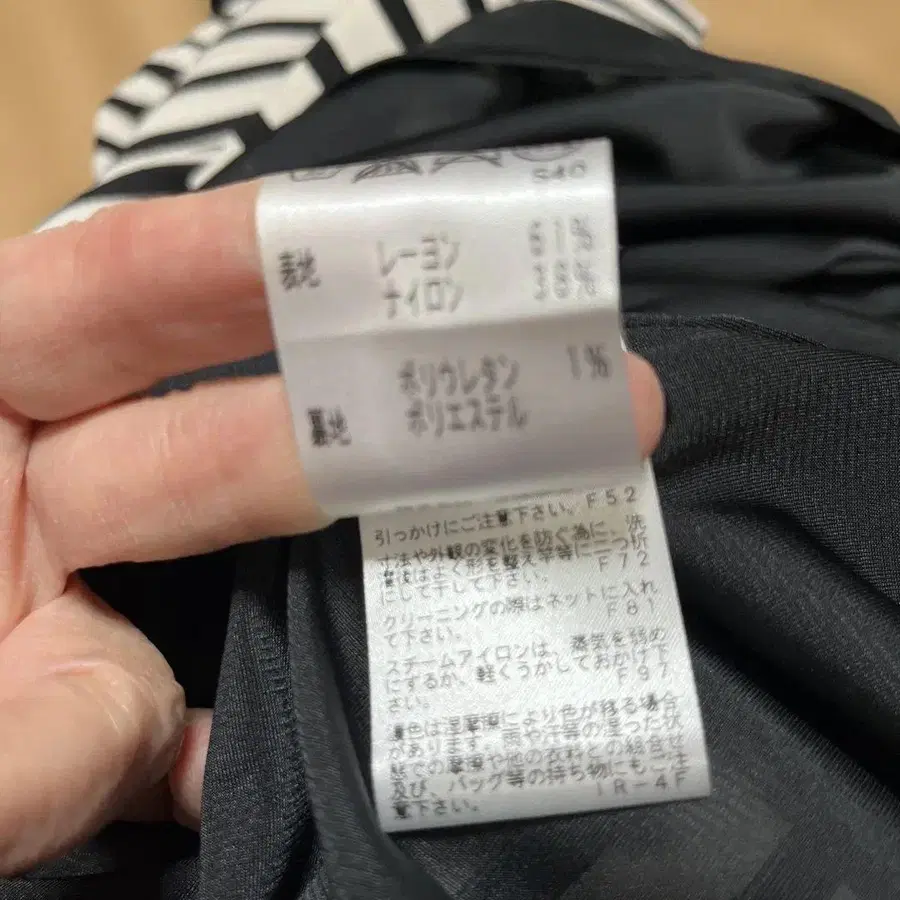 S40
表地 レーヨン 61%
ナイロン 38%
ポリウレタン 1%
裏地 ポリエステル
引っかけにご注意下さい。F52
寸法や外観の変化を防ぐ為に、洗
濯後はよく形を整え竿等に二つ折
にして干して下さい。 F72
クリーニングの際はネットに入れ
て下さい。 F81
スチームアイロンは、蒸気を弱め
にするか、軽くうかしておかけ下
さい。 F97
濃色は湿摩擦により色が移る場合
があります。雨や汗等の湿った状
態での摩擦や他の衣料との組合せ
及び、バッグ等の持ち物にもご注
意下さい。 IR-4F